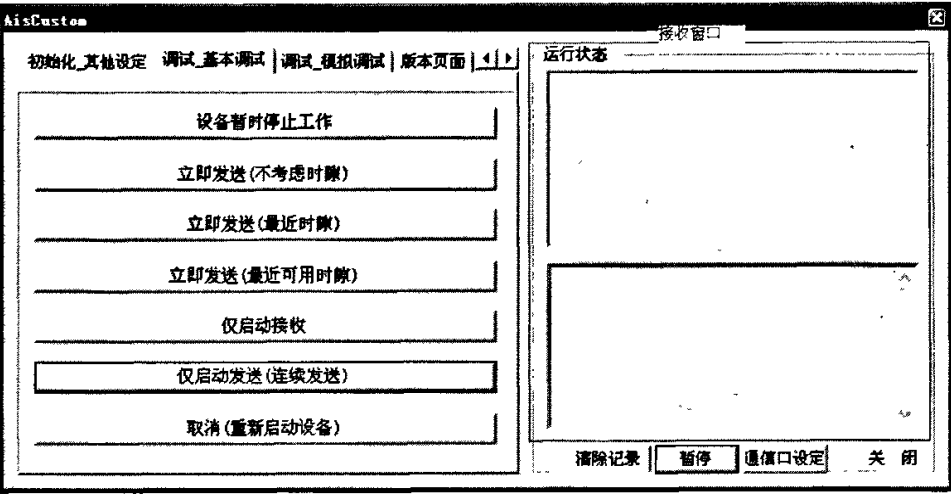 AisCustom
初始化_其他设定 调试_基本调试 调试_模拟调试 版本页面
设备暂时停止工作
立即发送(不考虑时隙)
立即发送(最近时隙)
立即发送(最近可用时隙)
仅启动接收
仅启动发送(连续发送)
取消(重新启动设备)
接收窗口
运行状态
清除记录 暂停 通信口设定 关 闭